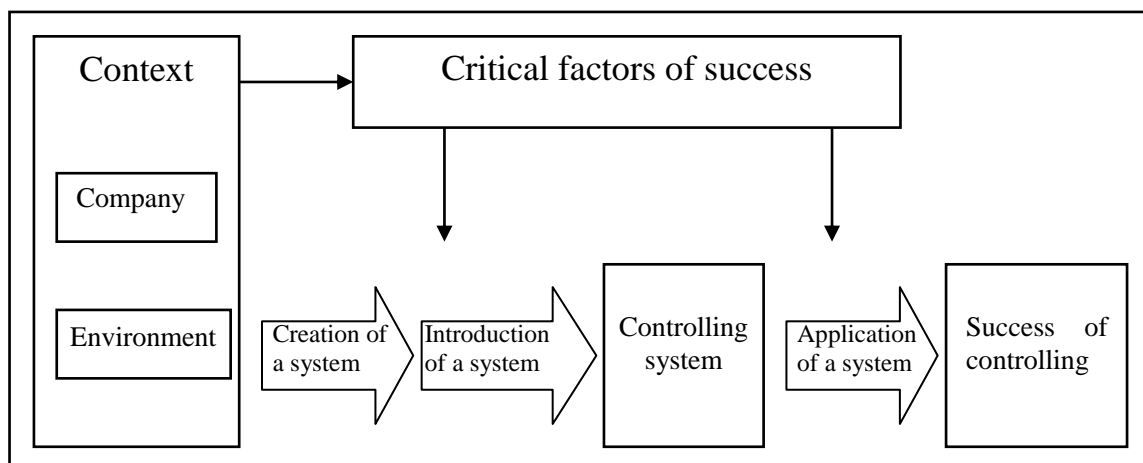 Context
Critical factors of success
Company
Environment
Creation of
a system
Introduction
of a system
Controlling
system
Application
of a system
Success of
controlling